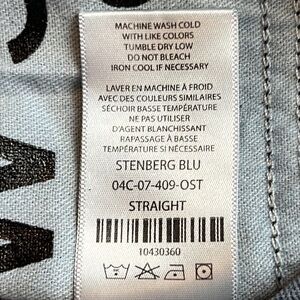 MACHINE WASH COLD
WITH LIKE COLORS
TUMBLE DRY LOW
DO NOT BLEACH
IRON COOL IF NECESSARY
LAVER EN MACHINE À FROID
AVEC DES COULEURS SIMILAIRES
SÉCHOIR BASSE TEMPÉRATURE
NE PAS UTILISER
D'AGENT BLANCHISSANT
RAPASSAGE À BASSE
TEMPÉRATURE SI NÉCESSAIRE
STENBERG BLU
04C-07-409-OST
STRAIGHT
10430360